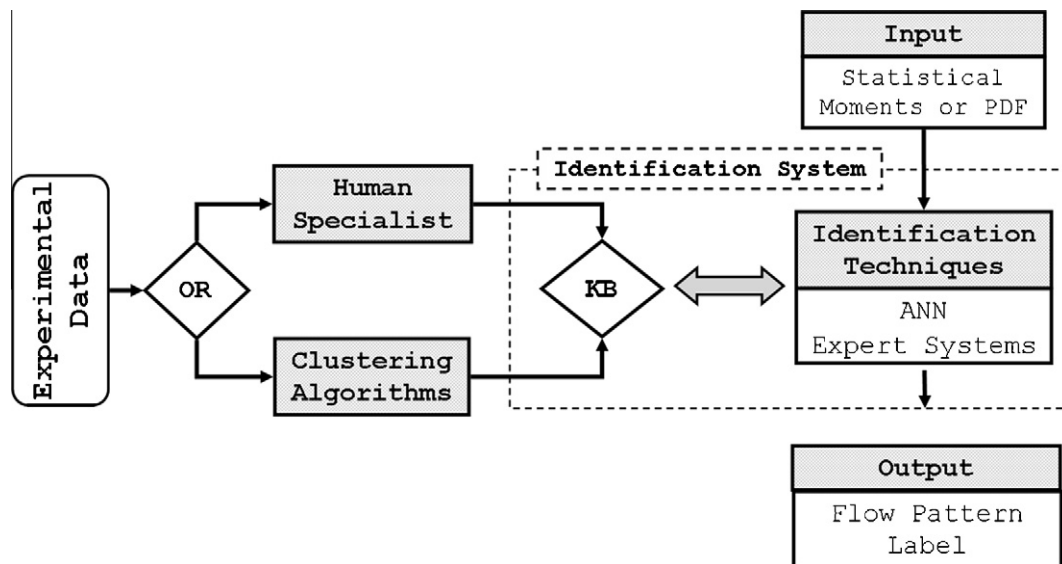 Input
Statistical
Moments or PDF
Identification System
Experimental
Data
OR
Human
Specialist
Clustering
Algorithms
KB
Identification
Techniques
ANN
Expert Systems
Output
Flow Pattern
Label